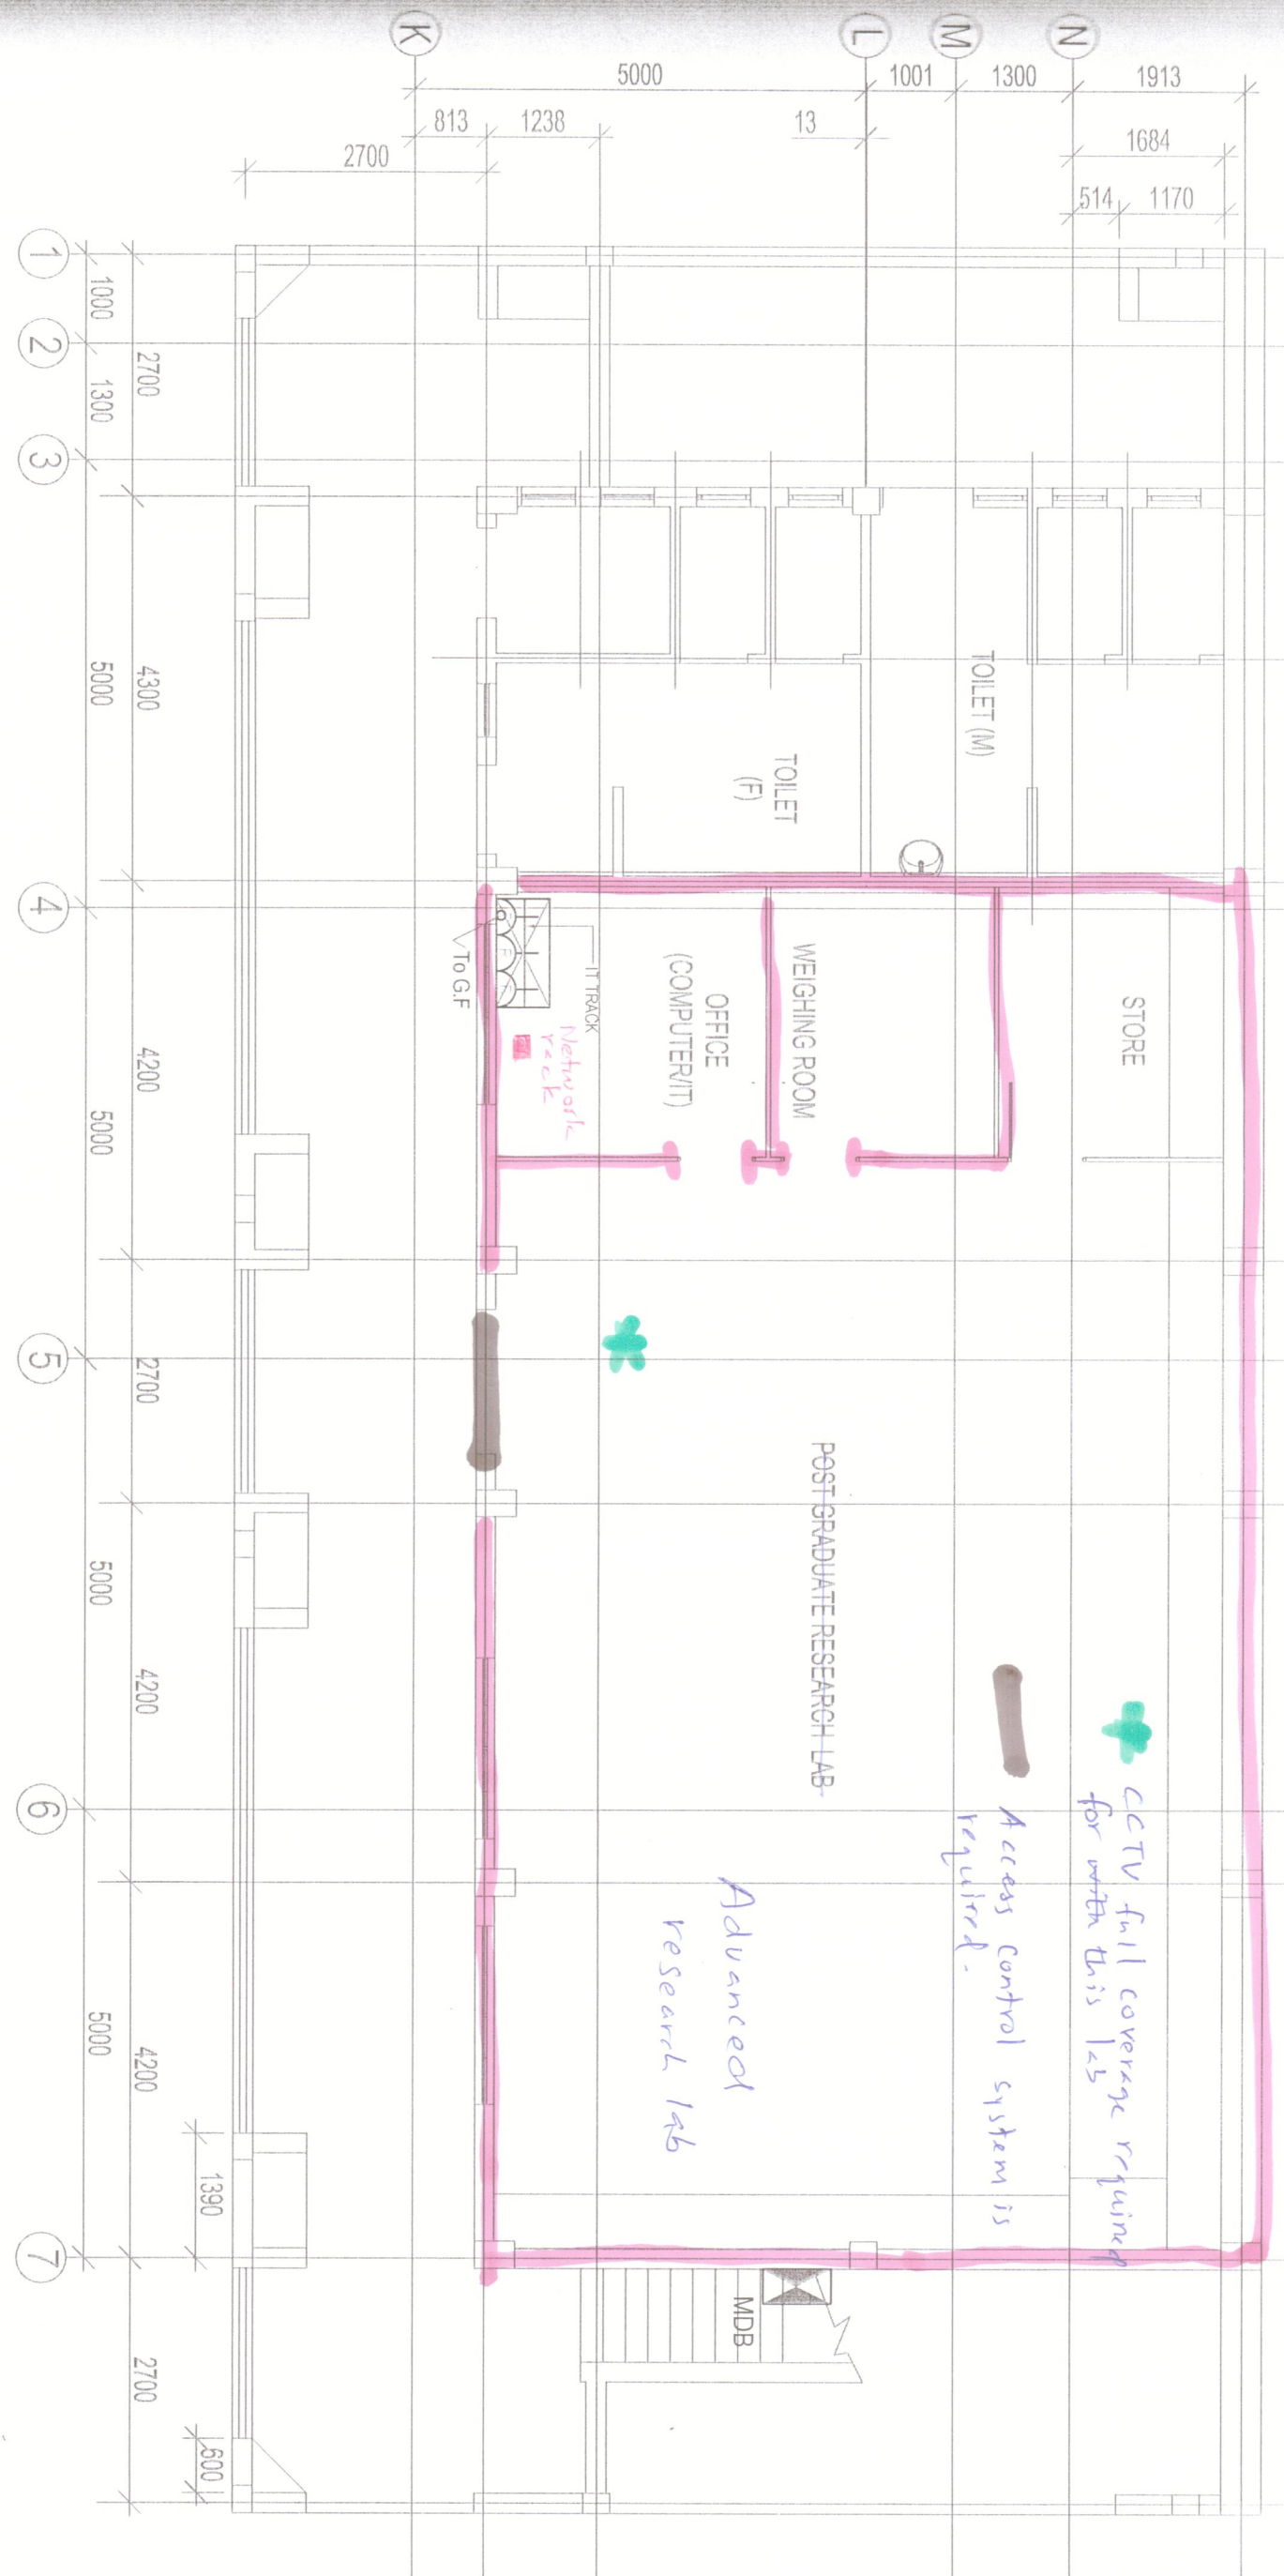 K
L
M
N
5000
1001
1300
1913
813
1238
13
1684
2700
514
1170
1
2
3
4
5
6
7
1000
1300
5000
5000
5000
5000
2700
4300
4200
2700
4200
4200
2700
1390
600
TOILET (M)
TOILET
(F)
STORE
WEIGHING ROOM
OFFICE
(COMPUTER/IT)
IT TRACK
To G.F
Network
rack
POST GRADUATE RESEARCH LAB
CCTV full coverage required
for with this lab
Access control system is
required.
Advanced
research lab
MDB